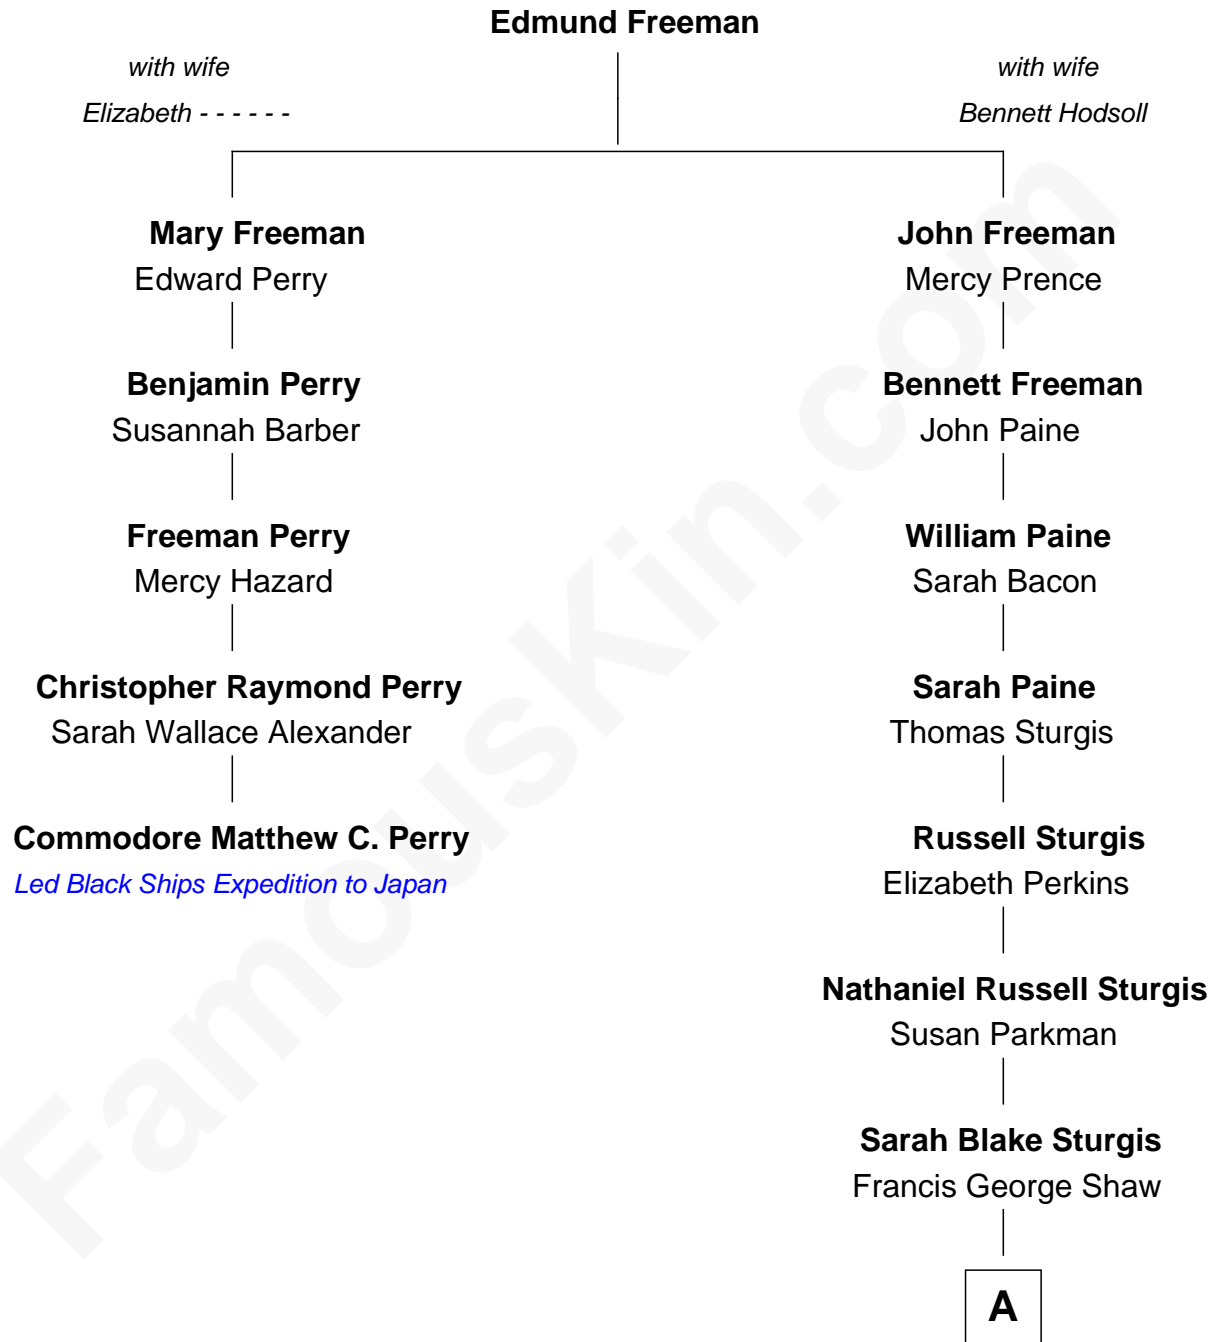 Edmund Freeman
with wife
Elizabeth - - - - - -
with wife
Bennett Hodsoll
Mary Freeman
Edward Perry
John Freeman
Mercy Prence
Benjamin Perry
Susannah Barber
Bennett Freeman
John Paine
Freeman Perry
Mercy Hazard
William Paine
Sarah Bacon
Christopher Raymond Perry
Sarah Wallace Alexander
Sarah Paine
Thomas Sturgis
Commodore Matthew C. Perry
Led Black Ships Expedition to Japan
Russell Sturgis
Elizabeth Perkins
Nathaniel Russell Sturgis
Susan Parkman
Sarah Blake Sturgis
Francis George Shaw
A
FamousKin.com